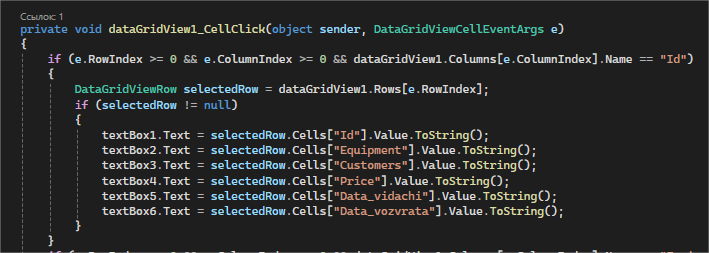 Ссылок: 1
private void dataGridView1_CellClick(object sender, DataGridViewCellEventArgs e)
{
if (e.RowIndex >= 0 && e.ColumnIndex >= 0 && dataGridView1.Columns[e.ColumnIndex].Name == "Id")
{
DataGridViewRow selectedRow = dataGridView1.Rows[e.RowIndex];
if (selectedRow != null)
{
textBox1.Text = selectedRow.Cells["Id"].Value.ToString();
textBox2.Text = selectedRow.Cells["Equipment"].Value.ToString();
textBox3.Text = selectedRow.Cells["Customers"].Value.ToString();
textBox4.Text = selectedRow.Cells["Price"].Value.ToString();
textBox5.Text = selectedRow.Cells["Data_vidachi"].Value.ToString();
textBox6.Text = selectedRow.Cells["Data_vozvrata"].Value.ToString();
}
}